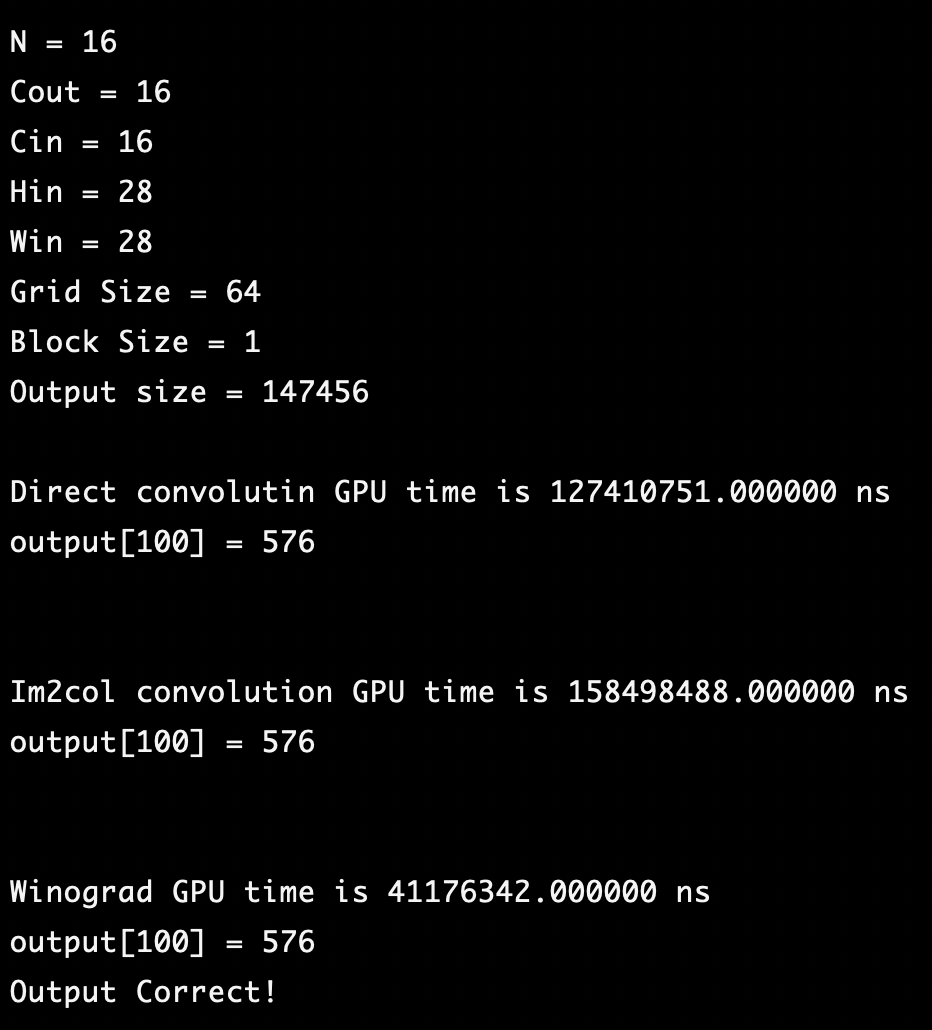 N = 16
Cout = 16
Cin = 16
Hin = 28
Win = 28
Grid Size = 64
Block Size = 1
Output size = 147456
Direct convolutin GPU time is 127410751.000000 ns
output[100] = 576
Im2col convolution GPU time is 158498488.000000 ns
output[100] = 576
Winograd GPU time is 41176342.000000 ns
output[100] = 576
Output Correct!